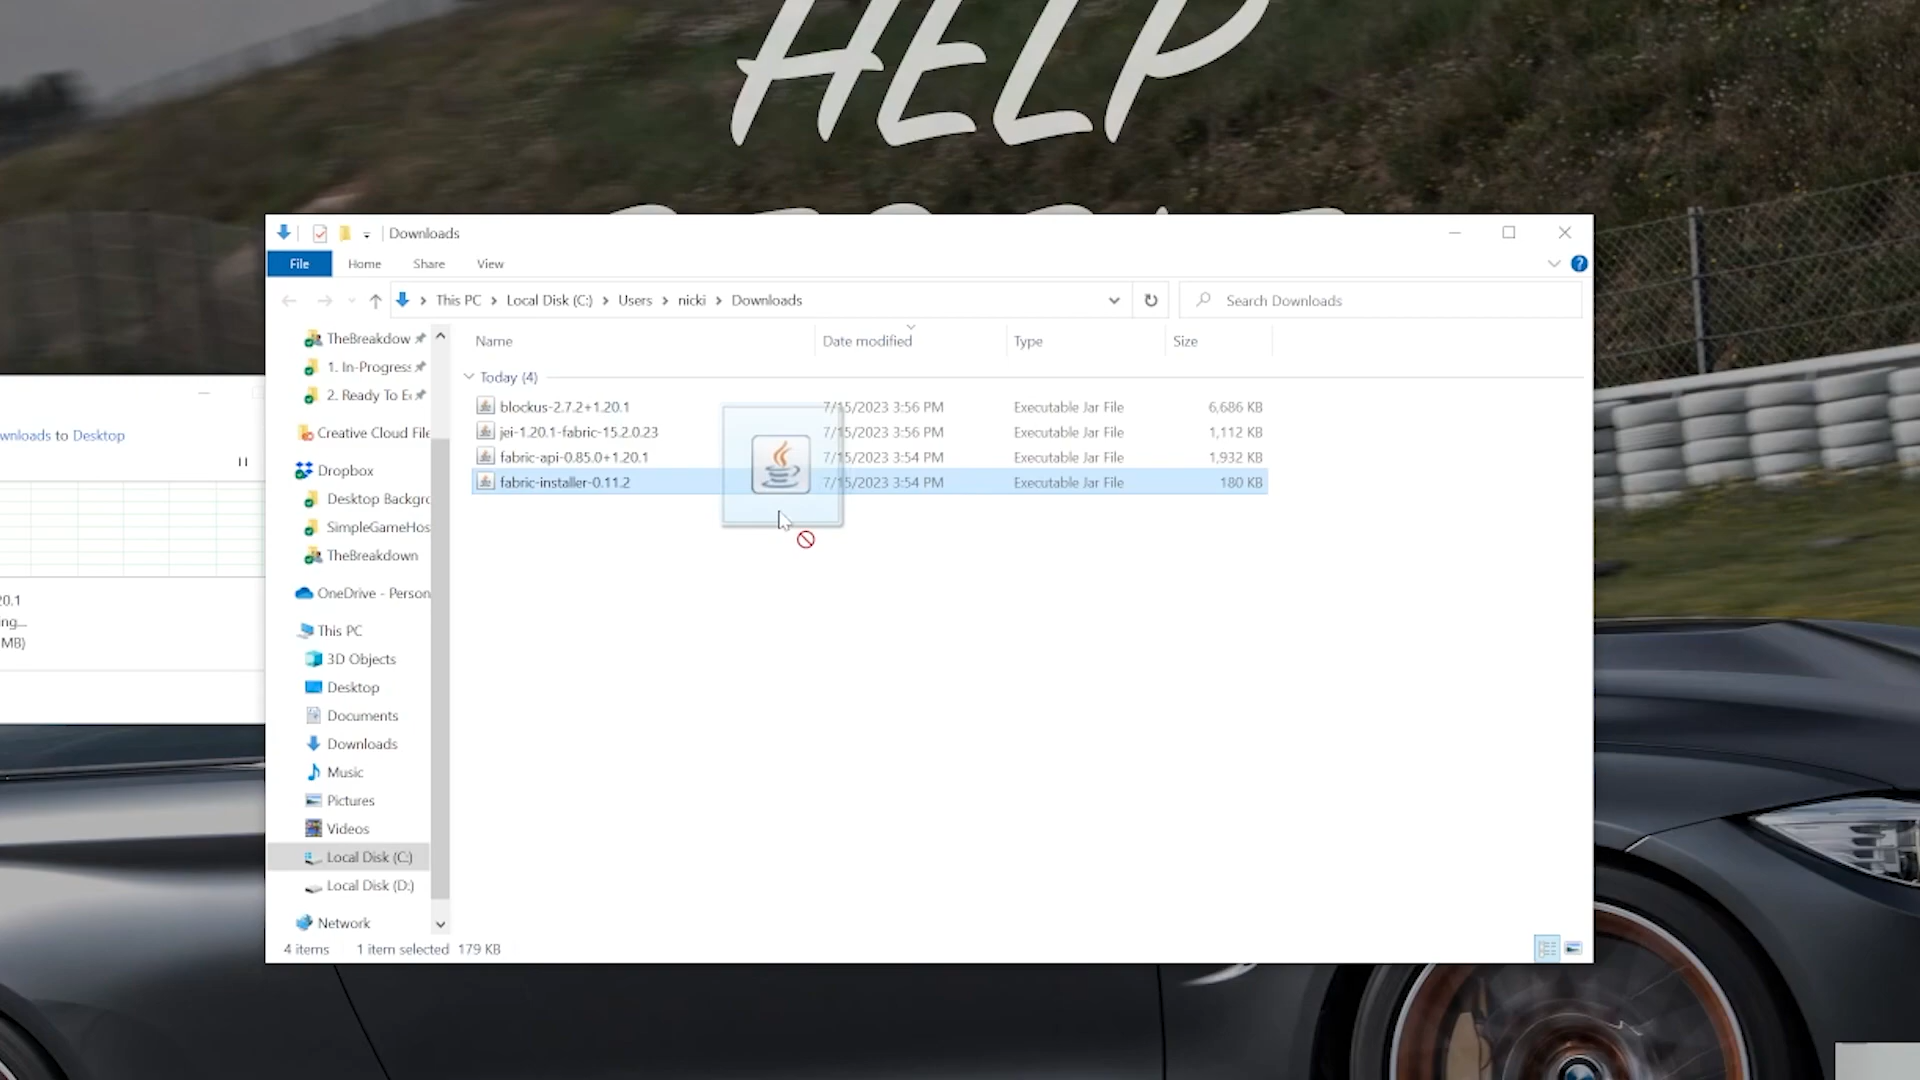 HELP
Downloads
File Home Share View
This PC Local Disk (C:) Users nicki Downloads
Search Downloads
TheBreakdow
1. In-Progress
2. Ready To E
Creative Cloud File
Dropbox
Desktop Backgro
SimpleGameHos
TheBreakdown
OneDrive - Person
This PC
3D Objects
Desktop
Documents
Downloads
Music
Pictures
Videos
Local Disk (C:)
Local Disk (D:)
Network
Name Date modified Type Size
Today (4)
blockus-2.7.2+1.20.1 7/15/2023 3:56 PM Executable Jar File 6,686 KB
jei-1.20.1-fabric-15.2.0.23 7/15/2023 3:56 PM Executable Jar File 1,112 KB
fabric-api-0.85.0+1.20.1 7/15/2023 3:54 PM Executable Jar File 1,932 KB
fabric-installer-0.11.2 7/15/2023 3:54 PM Executable Jar File 180 KB
4 items 1 item selected 179 KB
wnloads to Desktop
20.1
ing...
MB)